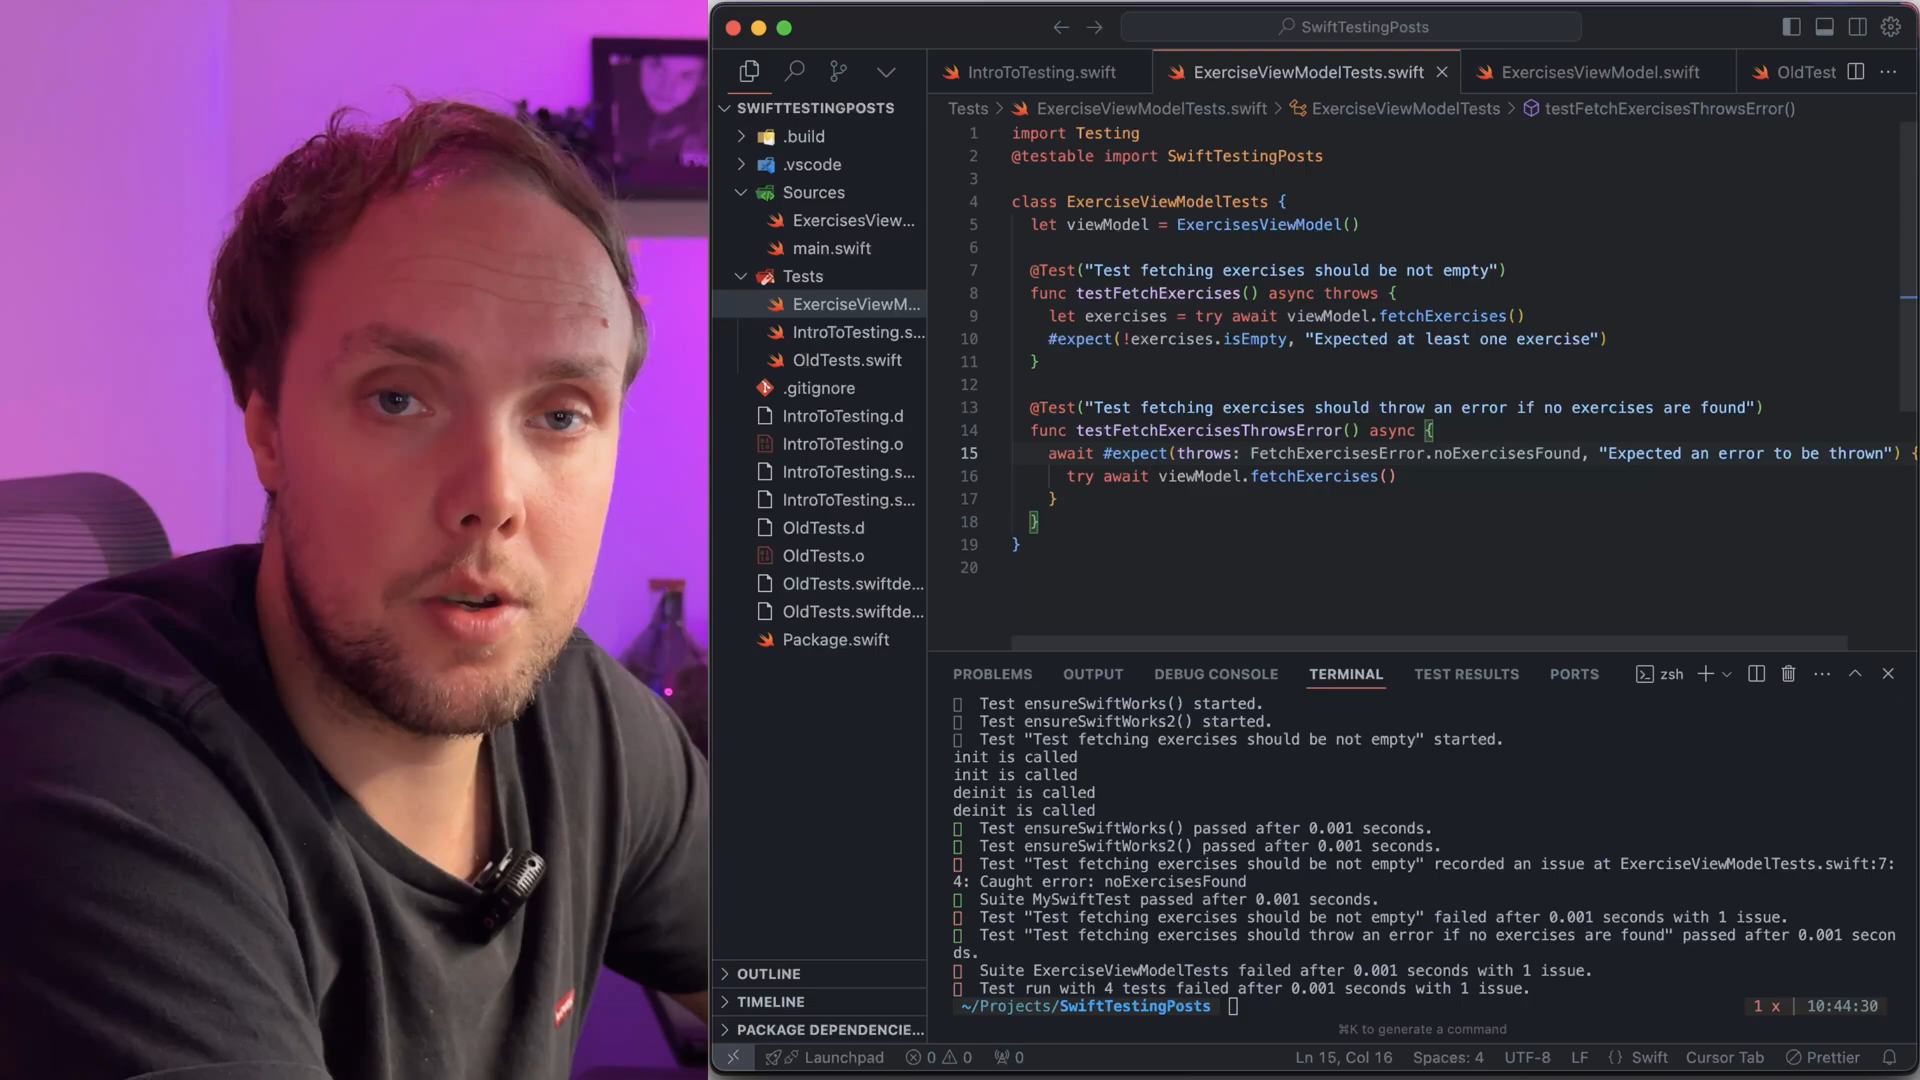 SwiftTestingPosts
IntroToTesting.swift
ExerciseViewModelTests.swift
ExercisesViewModel.swift
OldTest
SWIFTTESTINGPOSTS
.build
.vscode
Sources
ExercisesView...
main.swift
Tests
ExerciseViewM...
IntroToTesting.s...
OldTests.swift
.gitignore
IntroToTesting.d
IntroToTesting.o
IntroToTesting.s...
IntroToTesting.s...
OldTests.d
OldTests.o
OldTests.swiftde...
OldTests.swiftde...
Package.swift
OUTLINE
TIMELINE
PACKAGE DEPENDENCIE...
Tests > ExerciseViewModelTests.swift > ExerciseViewModelTests > testFetchExercisesThrowsError()
1 import Testing
2 @testable import SwiftTestingPosts
3
4 class ExerciseViewModelTests {
5 let viewModel = ExercisesViewModel()
6
7 @Test("Test fetching exercises should be not empty")
8 func testFetchExercises() async throws {
9 let exercises = try await viewModel.fetchExercises()
10 #expect(!exercises.isEmpty, "Expected at least one exercise")
11 }
12
13 @Test("Test fetching exercises should throw an error if no exercises are found")
14 func testFetchExercisesThrowsError() async {
15 await #expect(throws: FetchExercisesError.noExercisesFound, "Expected an error to be thrown") {
16 try await viewModel.fetchExercises()
17 }
18 }
19 }
20
PROBLEMS OUTPUT DEBUG CONSOLE TERMINAL TEST RESULTS PORTS zsh
Test ensureSwiftWorks() started.
Test ensureSwiftWorks2() started.
Test "Test fetching exercises should be not empty" started.
init is called
init is called
deinit is called
deinit is called
Test ensureSwiftWorks() passed after 0.001 seconds.
Test ensureSwiftWorks2() passed after 0.001 seconds.
Test "Test fetching exercises should be not empty" recorded an issue at ExerciseViewModelTests.swift:7:
4: Caught error: noExercisesFound
Suite MySwiftTest passed after 0.001 seconds.
Test "Test fetching exercises should be not empty" failed after 0.001 seconds with 1 issue.
Test "Test fetching exercises should throw an error if no exercises are found" passed after 0.001 secon
ds.
Suite ExerciseViewModelTests failed after 0.001 seconds with 1 issue.
Test run with 4 tests failed after 0.001 seconds with 1 issue.
~/Projects/SwiftTestingPosts 1 x | 10:44:30
⌘K to generate a command
Launchpad 0 0 0 Ln 15, Col 16 Spaces: 4 UTF-8 LF {} Swift Cursor Tab Prettier